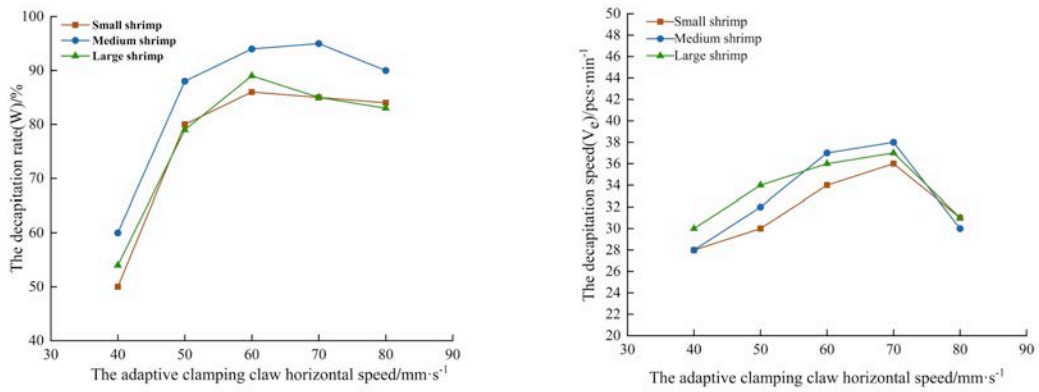 100
90
80
70
60
50
40
30 40 50 60 70 80 90
The decapitation rate(W)/%
The adaptive clamping claw horizontal speed/mm·s⁻¹
Small shrimp
Medium shrimp
Large shrimp
50
48
46
44
42
40
38
36
34
32
30
28
26
24
22
20
30 40 50 60 70 80 90
The decapitation speed(Ve)/pcs·min⁻¹
The adaptive clamping claw horizontal speed/mm·s⁻¹
Small shrimp
Medium shrimp
Large shrimp